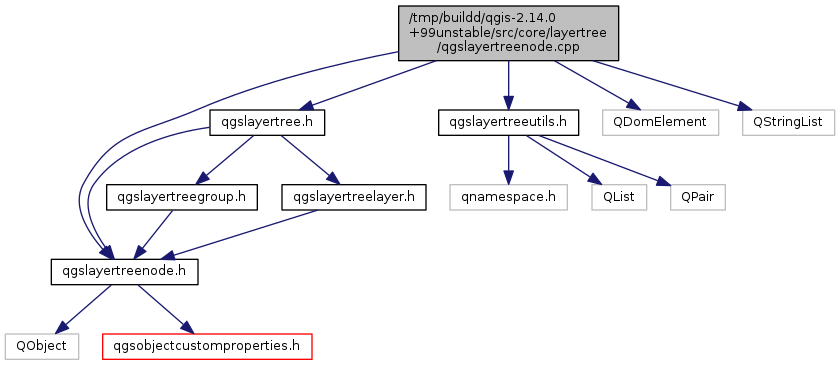 /tmp/buildd/qgis-2.14.0
+99unstable/src/core/layertree
/qgslayertreenode.cpp
qgslayertree.h
qgslayertreeutils.h
QDomElement
QStringList
qgslayertreegroup.h
qgslayertreelayer.h
qnamespace.h
QList
QPair
qgslayertreenode.h
QObject
qgsobjectcustomproperties.h